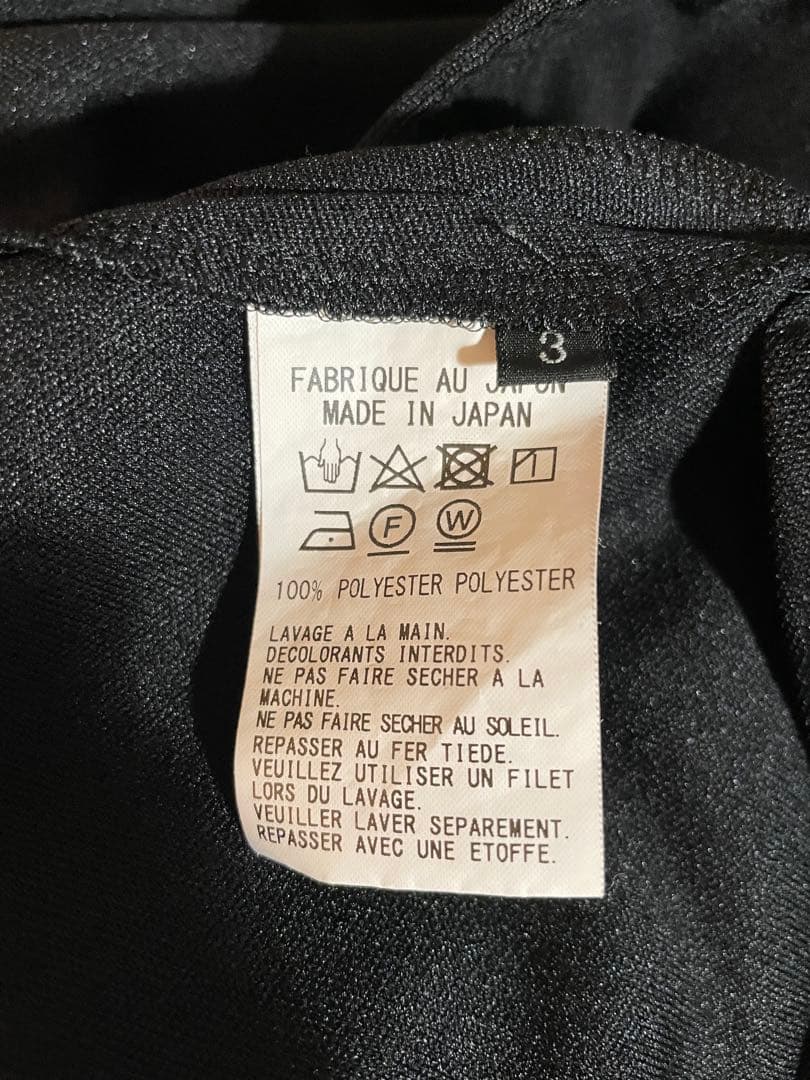 3
FABRIQUE AU JAPON
MADE IN JAPAN
F W
100% POLYESTER POLYESTER
LAVAGE A LA MAIN.
DECOLORANTS INTERDITS.
NE PAS FAIRE SECHER A LA
MACHINE.
NE PAS FAIRE SECHER AU SOLEIL.
REPASSER AU FER TIEDE.
VEUILLEZ UTILISER UN FILET
LORS DU LAVAGE.
VEUILLER LAVER SEPAREMENT.
REPASSER AVEC UNE ETOFFE.